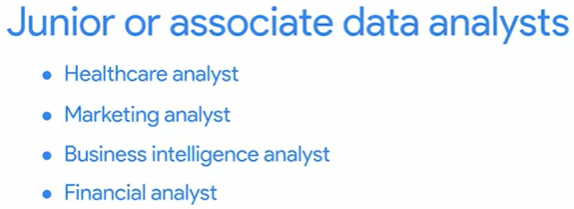 Junior or associate data analysts
• Healthcare analyst
• Marketing analyst
• Business intelligence analyst
• Financial analyst